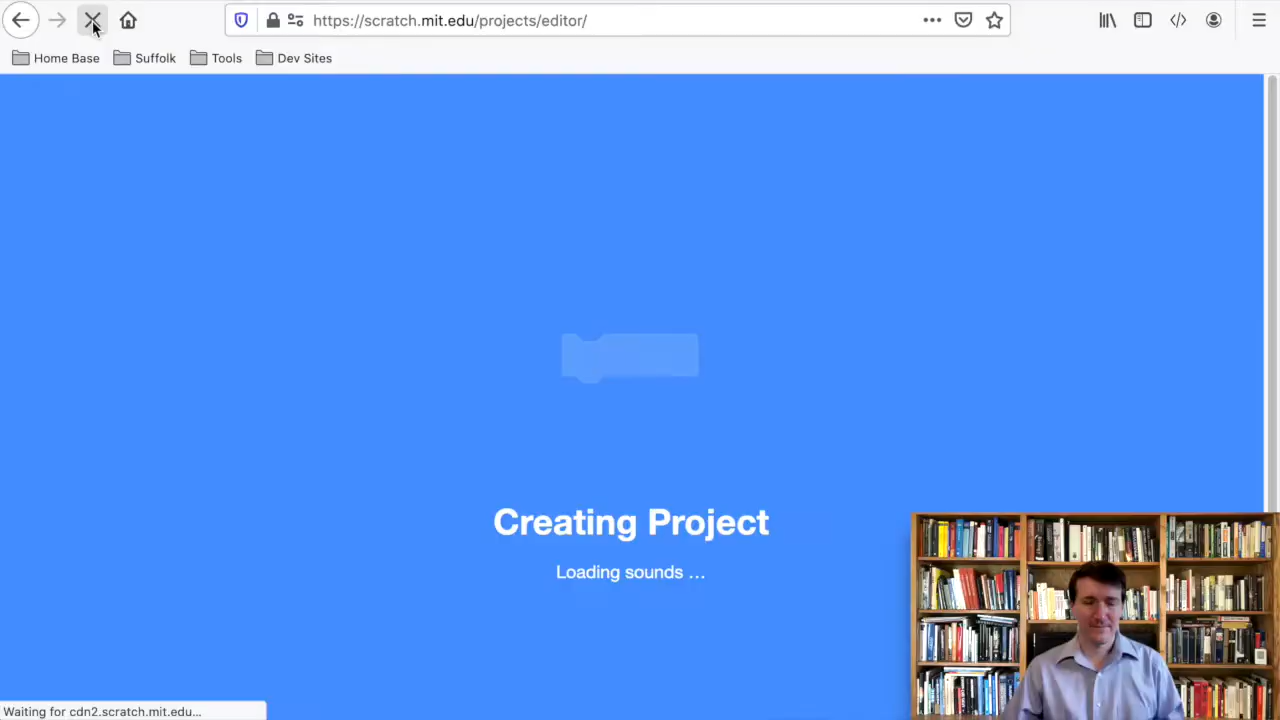 https://scratch.mit.edu/projects/editor/
Home Base
Suffolk
Tools
Dev Sites
Creating Project
Loading sounds …
Waiting for cdn2.scratch.mit.edu…